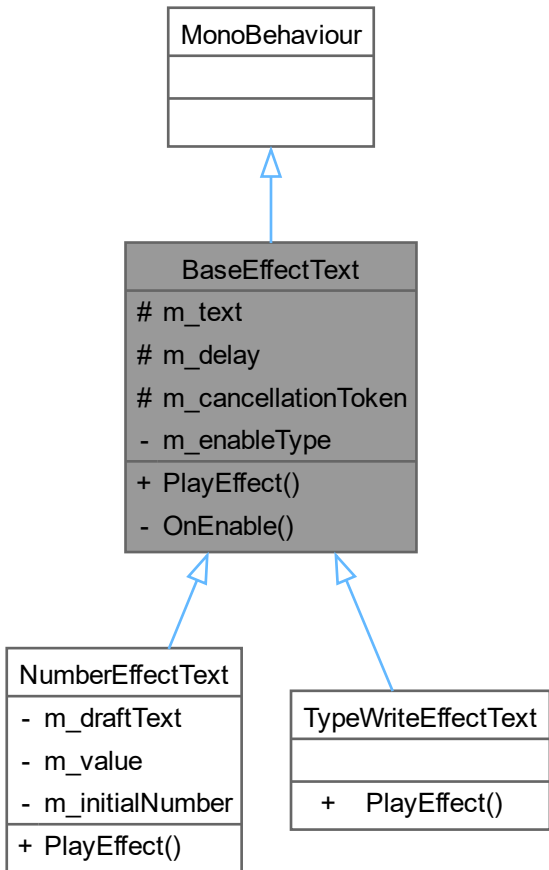 MonoBehaviour
BaseEffectText
# m_text
# m_delay
# m_cancellationToken
- m_enableType
+ PlayEffect()
- OnEnable()
NumberEffectText
- m_draftText
- m_value
- m_initialNumber
+ PlayEffect()
TypeWriteEffectText
+ PlayEffect()